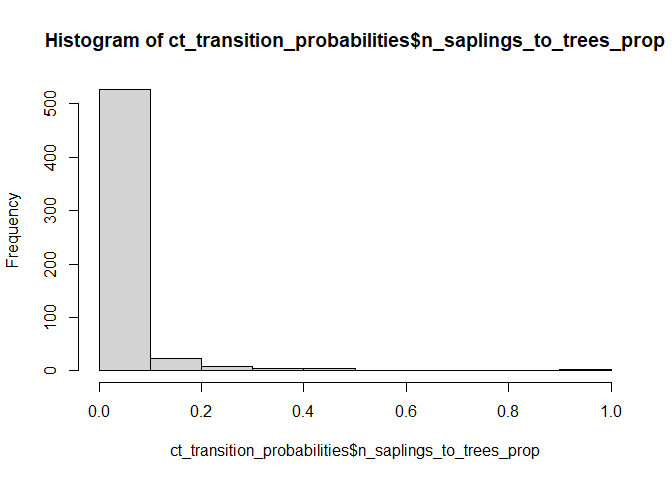 Histogram of ct_transition_probabilities$n_saplings_to_trees_prop
Frequency
500
400
300
200
100
0
0.0 0.2 0.4 0.6 0.8 1.0
ct_transition_probabilities$n_saplings_to_trees_prop